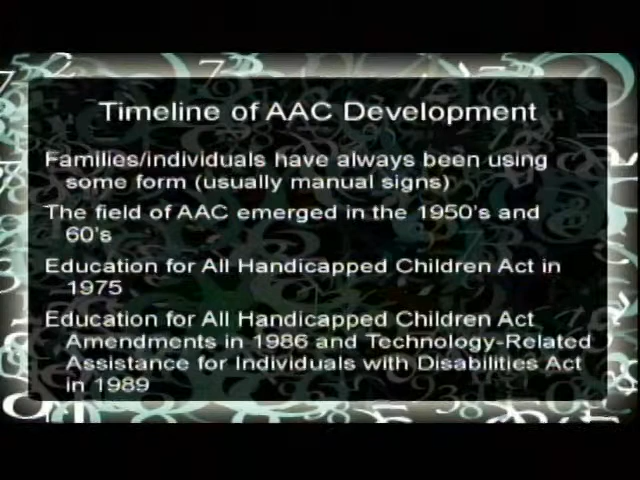 Timeline of AAC Development
Families/individuals have always been using
some form (usually manual signs)
The field of AAC emerged in the 1950's and
60's
Education for All Handicapped Children Act in
1975
Education for All Handicapped Children Act
Amendments in 1986 and Technology-Related
Assistance for Individuals with Disabilities Act
in 1989